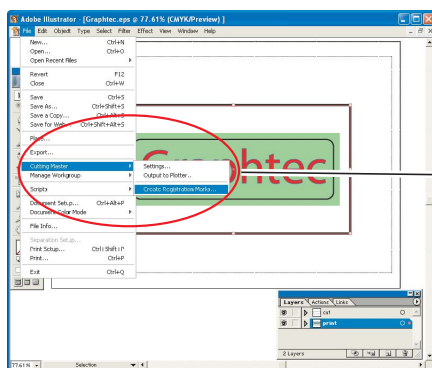 Adobe Illustrator - [Graphtec.eps @ 77.61% (CMYK/Preview) ]
File Edit Object Type Select Filter Effect View Window Help
New... Ctrl+N
Open... Ctrl+O
Open Recent Files
Revert F12
Close Ctrl+W
Save Ctrl+S
Save As... Ctrl+Shift+S
Save a Copy... Ctrl+Alt+S
Save for Web... Ctrl+Shift+Alt+S
Place...
Export...
Cutting Master
Manage Workgroup
Scripts
Document Setup... Ctrl+Alt+P
Document Color Mode
File Info...
Separation Setup...
Print Setup... Ctrl+Shift+P
Print... Ctrl+P
Exit Ctrl+Q
Settings...
Output to Plotter...
Create Registration Marks...
Graphtec
Layers Actions Links
cut
print
2 Layers
77.61% Selection